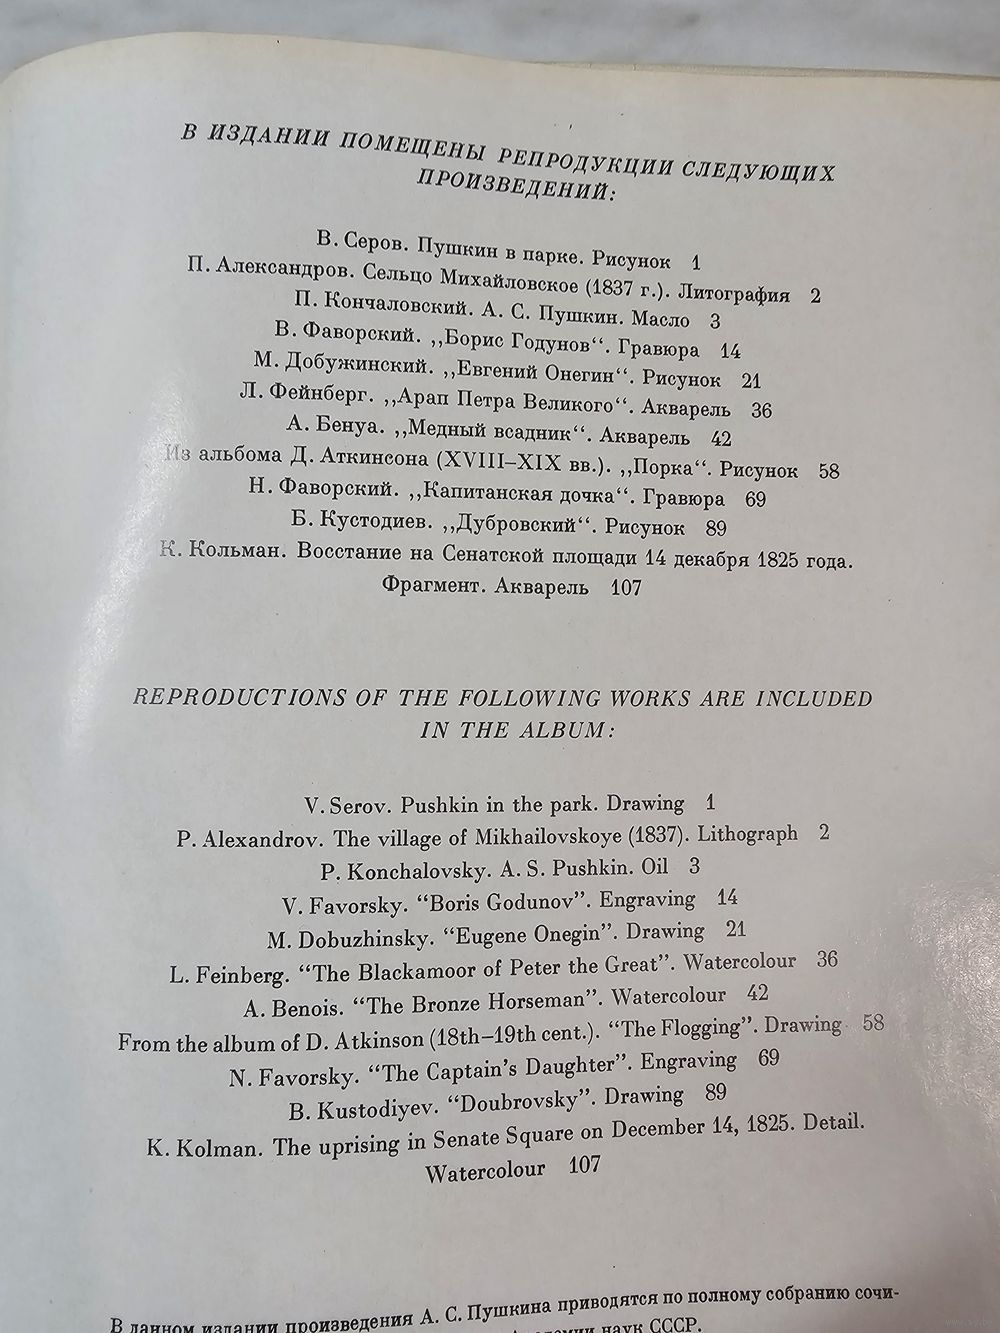 В ИЗДАНИИ ПОМЕЩЕНЫ РЕПРОДУКЦИИ СЛЕДУЮЩИХ
ПРОИЗВЕДЕНИЙ:
В. Серов. Пушкин в парке. Рисунок 1
П. Александров. Сельцо Михайловское (1837 г.). Литография 2
П. Кончаловский. А. С. Пушкин. Масло 3
В. Фаворский. ,,Борис Годунов“. Гравюра 14
М. Добужинский. ,,Евгений Онегин“. Рисунок 21
Л. Фейнберг. ,,Арап Петра Великого“. Акварель 36
А. Бенуа. ,,Медный всадник“. Акварель 42
Из альбома Д. Аткинсона (XVIII–XIX вв.). ,,Порка“. Рисунок 58
Н. Фаворский. ,,Капитанская дочка“. Гравюра 69
Б. Кустодиев. ,,Дубровский“. Рисунок 89
К. Кольман. Восстание на Сенатской площади 14 декабря 1825 года.
Фрагмент. Акварель 107
REPRODUCTIONS OF THE FOLLOWING WORKS ARE INCLUDED
IN THE ALBUM:
V. Serov. Pushkin in the park. Drawing 1
P. Alexandrov. The village of Mikhailovskoye (1837). Lithograph 2
P. Konchalovsky. A. S. Pushkin. Oil 3
V. Favorsky. “Boris Godunov”. Engraving 14
M. Dobuzhinsky. “Eugene Onegin”. Drawing 21
L. Feinberg. “The Blackamoor of Peter the Great”. Watercolour 36
A. Benois. “The Bronze Horseman”. Watercolour 42
From the album of D. Atkinson (18th–19th cent.). “The Flogging”. Drawing 58
N. Favorsky. “The Captain’s Daughter”. Engraving 69
B. Kustodiyev. “Doubrovsky”. Drawing 89
K. Kolman. The uprising in Senate Square on December 14, 1825. Detail.
Watercolour 107
В данном издании произведения А. С. Пушкина приводятся по полному собранию сочи-
наук СССР.